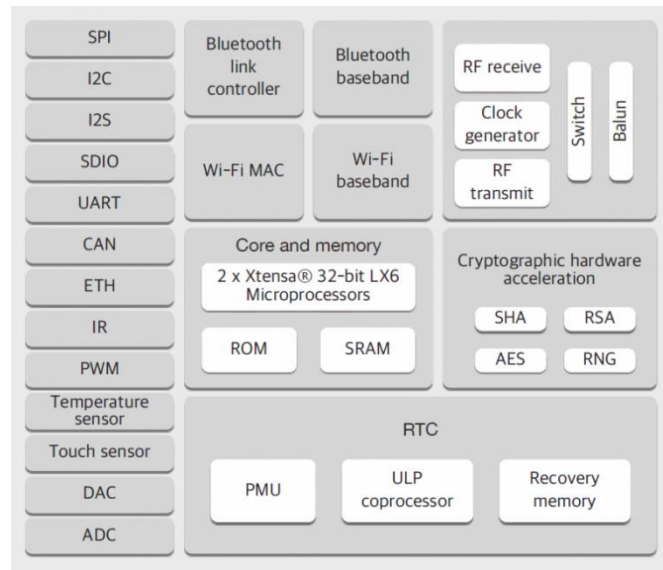 SPI
I2C
I2S
SDIO
UART
CAN
ETH
IR
PWM
Temperature
sensor
Touch sensor
DAC
ADC
Bluetooth
link
controller
Bluetooth
baseband
Wi-Fi MAC
Wi-Fi
baseband
RF receive
Clock
generator
RF
transmit
Switch
Balun
Core and memory
2 x Xtensa® 32-bit LX6
Microprocessors
ROM
SRAM
Cryptographic hardware
acceleration
SHA
RSA
AES
RNG
RTC
PMU
ULP
coprocessor
Recovery
memory